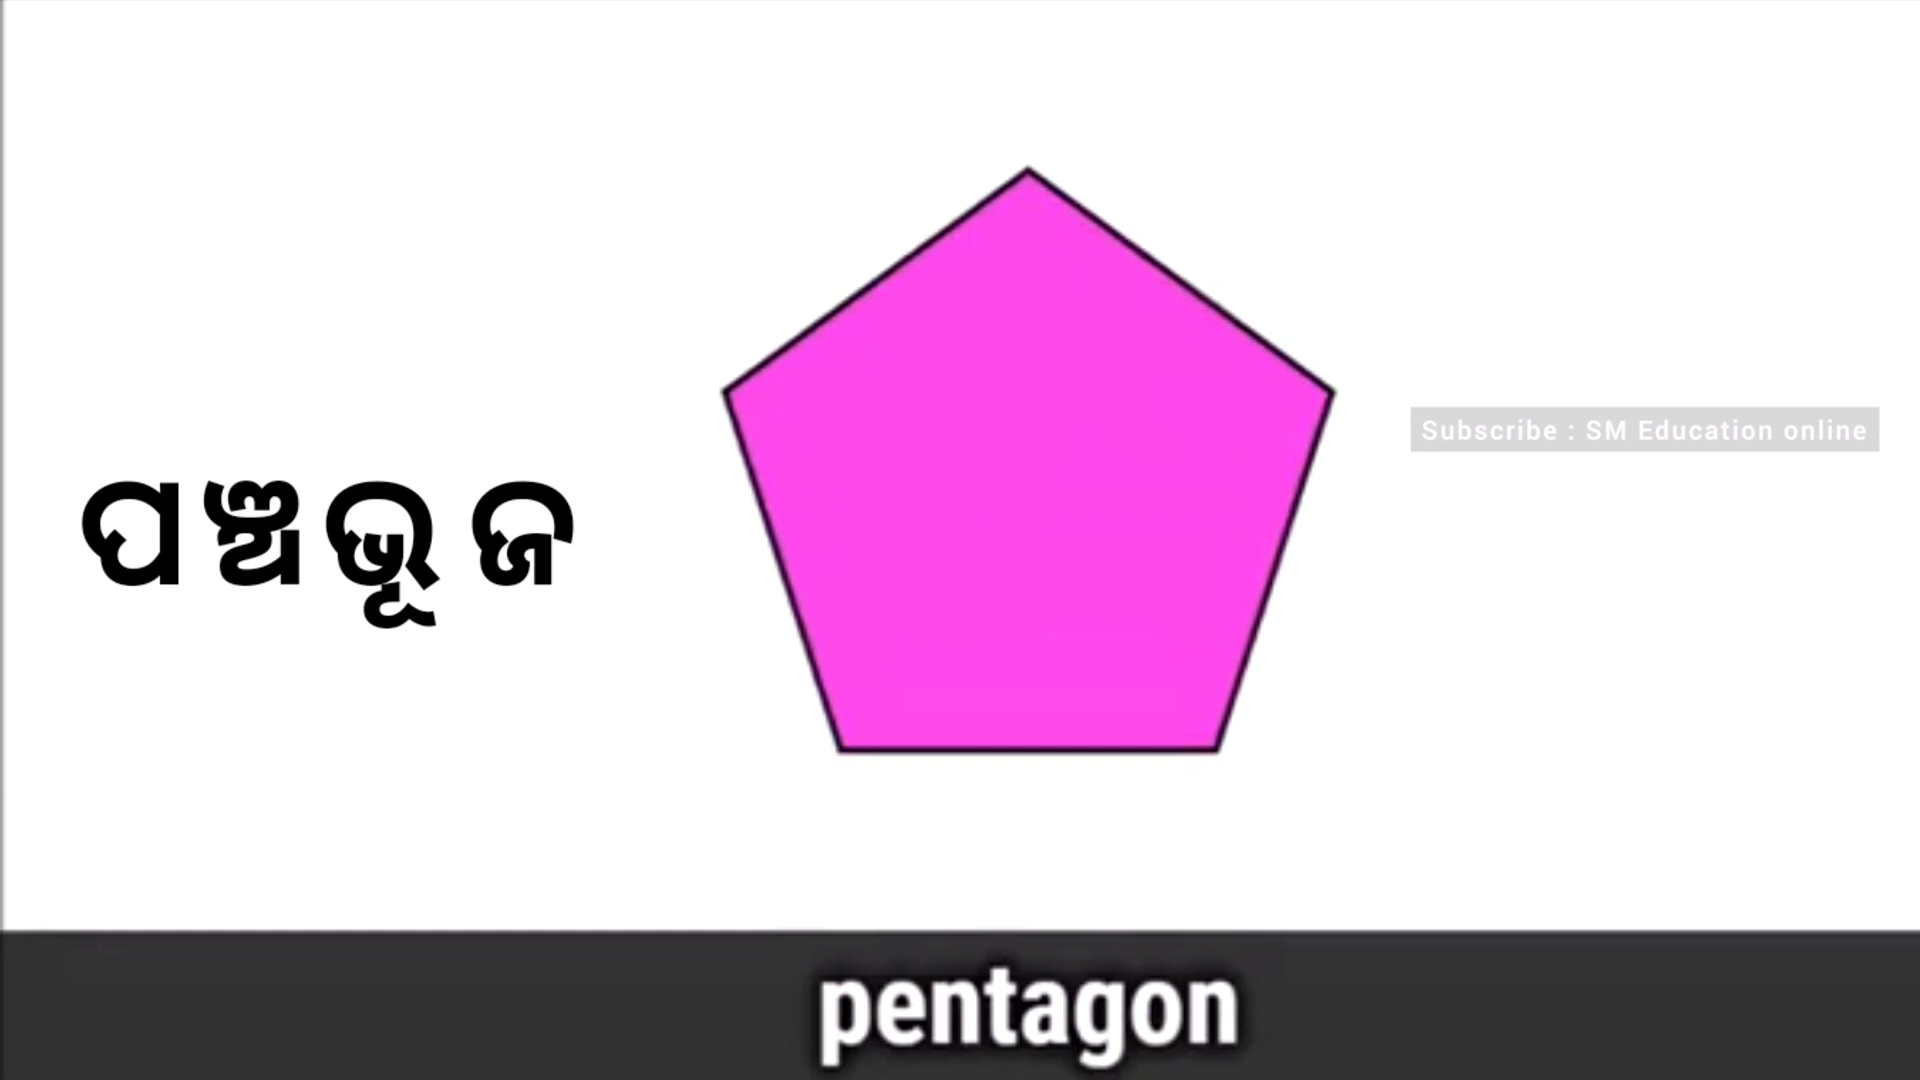 ପଞ୍ଚଭୂଜ
Subscribe : SM Education online
pentagon